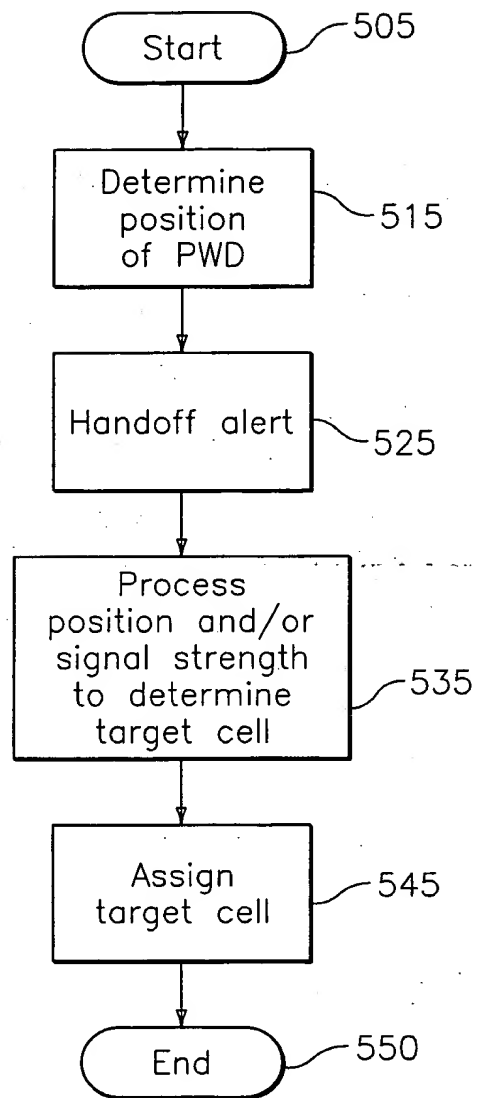 Start
505
Determine
position
of PWD
515
Handoff alert
525
Process
position and/or
signal strength
to determine
target cell
535
Assign
target cell
545
End
550